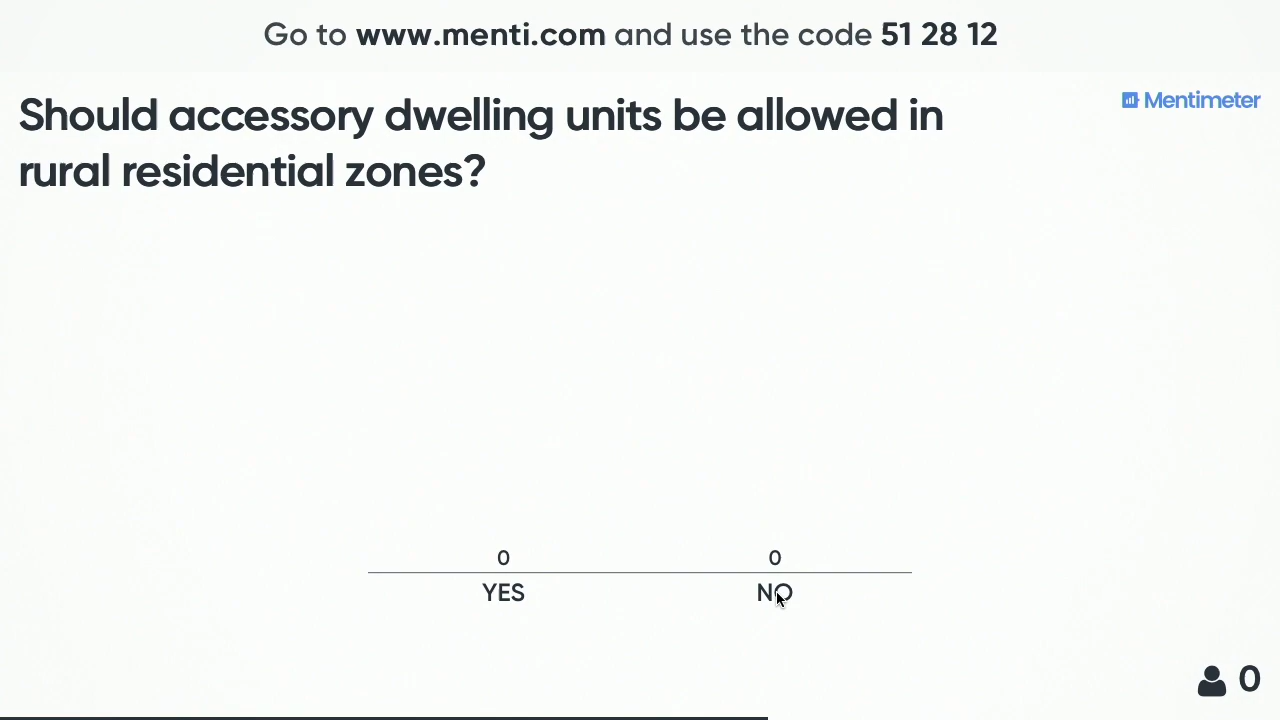 Go to www.menti.com and use the code 51 28 12
Mentimeter
Should accessory dwelling units be allowed in
rural residential zones?
0 0
YES NO
0